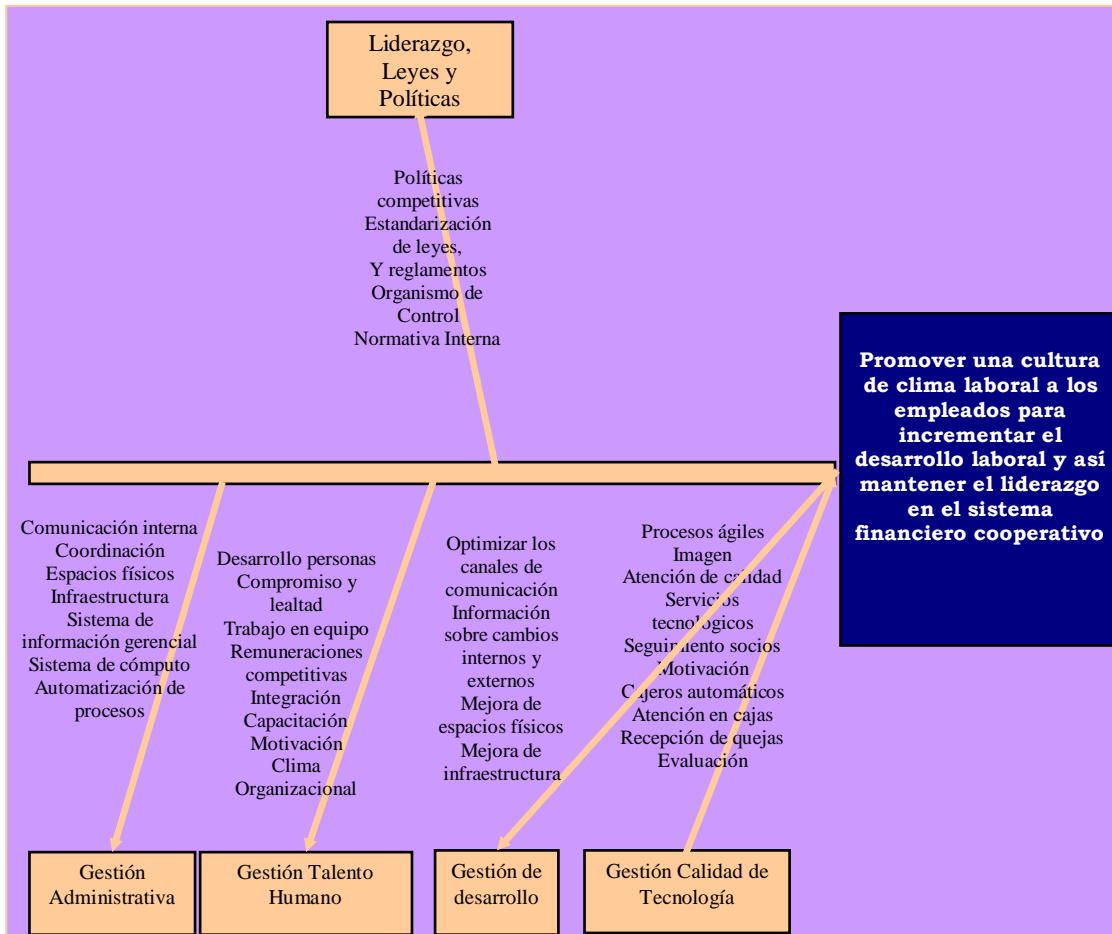 Liderazgo,
Leyes y
Políticas
Políticas
competitivas
Estandarización
de leyes,
Y reglamentos
Organismo de
Control
Normativa Interna
Promover una cultura
de clima laboral a los
empleados para
incrementar el
desarrollo laboral y así
mantener el liderazgo
en el sistema
financiero cooperativo
Comunicación interna
Coordinación
Espacios físicos
Infraestructura
Sistema de
información gerencial
Sistema de cómputo
Automatización de
procesos
Desarrollo personas
Compromiso y
lealtad
Trabajo en equipo
Remuneraciones
competitivas
Integración
Capacitación
Motivación
Clima
Organizacional
Optimizar los
canales de
comunicación
Información
sobre cambios
internos y
externos
Mejora de
espacios físicos
Mejora de
infraestructura
Procesos ágiles
Imagen
Atención de calidad
Servicios
tecnológicos
Seguimiento socios
Motivación
Cajeros automáticos
Atención en cajas
Recepción de quejas
Evaluación
Gestión
Administrativa
Gestión Talento
Humano
Gestión de
desarrollo
Gestión Calidad de
Tecnología